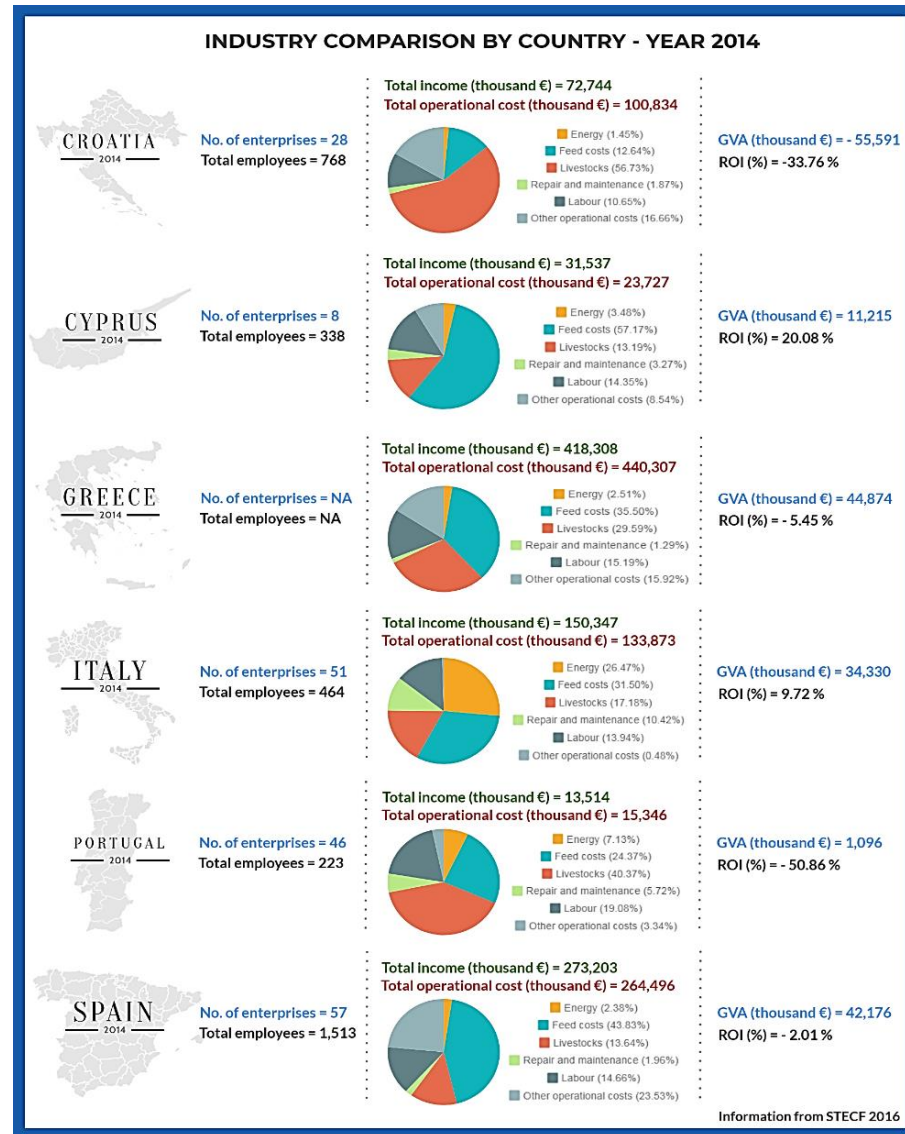 INDUSTRY COMPARISON BY COUNTRY - YEAR 2014
CROATIA
2014
No. of enterprises = 28
Total employees = 768
Total income (thousand €) = 72,744
Total operational cost (thousand €) = 100,834
Energy (1.45%)
Feed costs (12.64%)
Livestocks (56.73%)
Repair and maintenance (1.87%)
Labour (10.65%)
Other operational costs (16.66%)
GVA (thousand €) = - 55,591
ROI (%) = -33.76 %
CYPRUS
2014
No. of enterprises = 8
Total employees = 338
Total income (thousand €) = 31,537
Total operational cost (thousand €) = 23,727
Energy (3.48%)
Feed costs (57.17%)
Livestocks (13.19%)
Repair and maintenance (3.27%)
Labour (14.35%)
Other operational costs (8.54%)
GVA (thousand €) = 11,215
ROI (%) = 20.08 %
GREECE
2014
No. of enterprises = NA
Total employees = NA
Total income (thousand €) = 418,308
Total operational cost (thousand €) = 440,307
Energy (2.51%)
Feed costs (35.50%)
Livestocks (29.59%)
Repair and maintenance (1.29%)
Labour (15.19%)
Other operational costs (15.92%)
GVA (thousand €) = 44,874
ROI (%) = - 5.45 %
ITALY
2014
No. of enterprises = 51
Total employees = 464
Total income (thousand €) = 150,347
Total operational cost (thousand €) = 133,873
Energy (26.47%)
Feed costs (31.50%)
Livestocks (17.18%)
Repair and maintenance (10.42%)
Labour (13.94%)
Other operational costs (0.48%)
GVA (thousand €) = 34,330
ROI (%) = 9.72 %
PORTUGAL
2014
No. of enterprises = 46
Total employees = 223
Total income (thousand €) = 13,514
Total operational cost (thousand €) = 15,346
Energy (7.13%)
Feed costs (24.37%)
Livestocks (40.37%)
Repair and maintenance (5.72%)
Labour (19.08%)
Other operational costs (3.34%)
GVA (thousand €) = 1,096
ROI (%) = - 50.86 %
SPAIN
2014
No. of enterprises = 57
Total employees = 1,513
Total income (thousand €) = 273,203
Total operational cost (thousand €) = 264,496
Energy (2.38%)
Feed costs (43.83%)
Livestocks (13.64%)
Repair and maintenance (1.96%)
Labour (14.66%)
Other operational costs (23.53%)
GVA (thousand €) = 42,176
ROI (%) = - 2.01 %
Information from STECF 2016